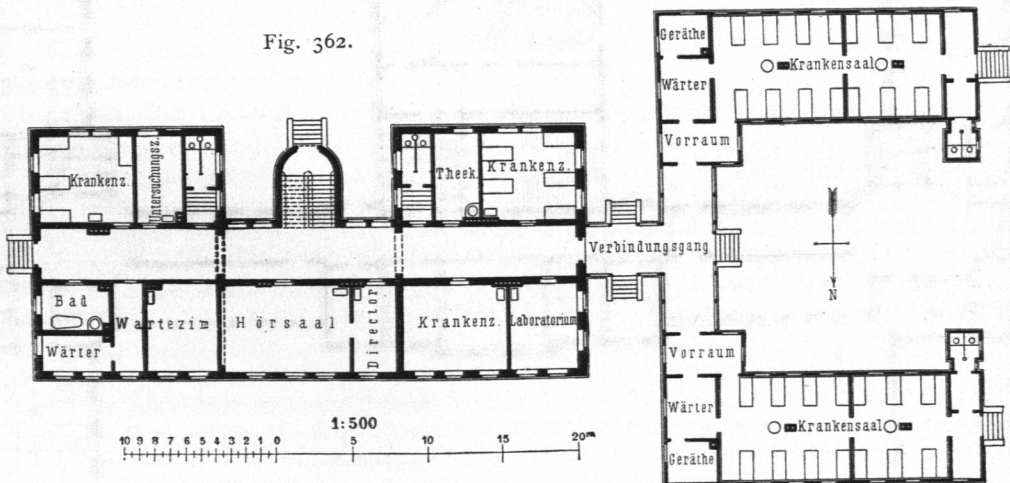 Fig. 362.
Krankenz.
Untersuchungsz.
Theek.
Krankenz.
Verbindungsgang
Bad
Wärter
Wartezim
Hörsaal
Director
Krankenz.
Laboratorium
Geräthe
Wärter
Krankensaal
Vorraum
N
Vorraum
Wärter
Krankensaal
Geräthe
1:500
10 9 8 7 6 5 4 3 2 1 0 5 10 15 20m